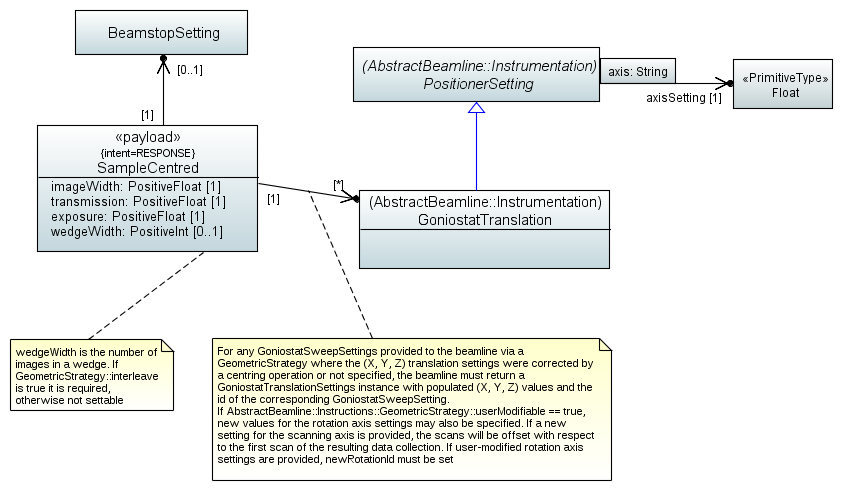 BeamstopSetting
[0..1]
[1]
(AbstractBeamline::Instrumentation)
PositionerSetting
axis: String
axisSetting [1]
«PrimitiveType»
Float
«payload»
{intent=RESPONSE}
SampleCentred
imageWidth: PositiveFloat [1]
transmission: PositiveFloat [1]
exposure: PositiveFloat [1]
wedgeWidth: PositiveInt [0..1]
[1]
[*]
(AbstractBeamline::Instrumentation)
GoniostatTranslation
wedgeWidth is the number of
images in a wedge. If
GeometricStrategy::interleave
is true it is required,
otherwise not settable
For any GoniostatSweepSettings provided to the beamline via a
GeometricStrategy where the (X, Y, Z) translation settings were corrected by
a centring operation or not specified, the beamline must return a
GoniostatTranslationSettings instance with populated (X, Y, Z) values and the
id of the corresponding GoniostatSweepSetting.
If AbstractBeamline::Instructions::GeometricStrategy::userModifiable == true,
new values for the rotation axis settings may also be specified. If a new
setting for the scanning axis is provided, the scans will be offset with respect
to the first scan of the resulting data collection. If user-modified rotation axis
settings are provided, newRotationId must be set